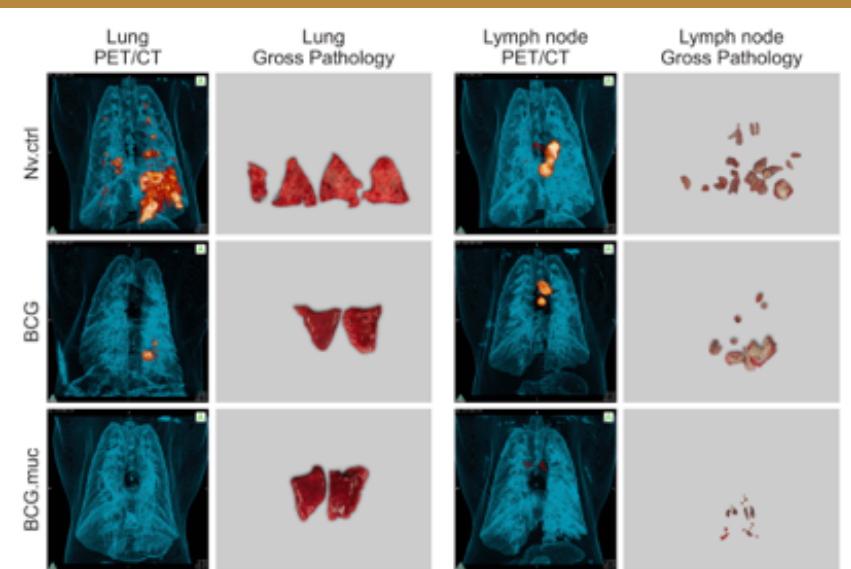 Lung
PET/CT
Lung
Gross Pathology
Lymph node
PET/CT
Lymph node
Gross Pathology
Nv.ctrl
BCG
BCG.muc